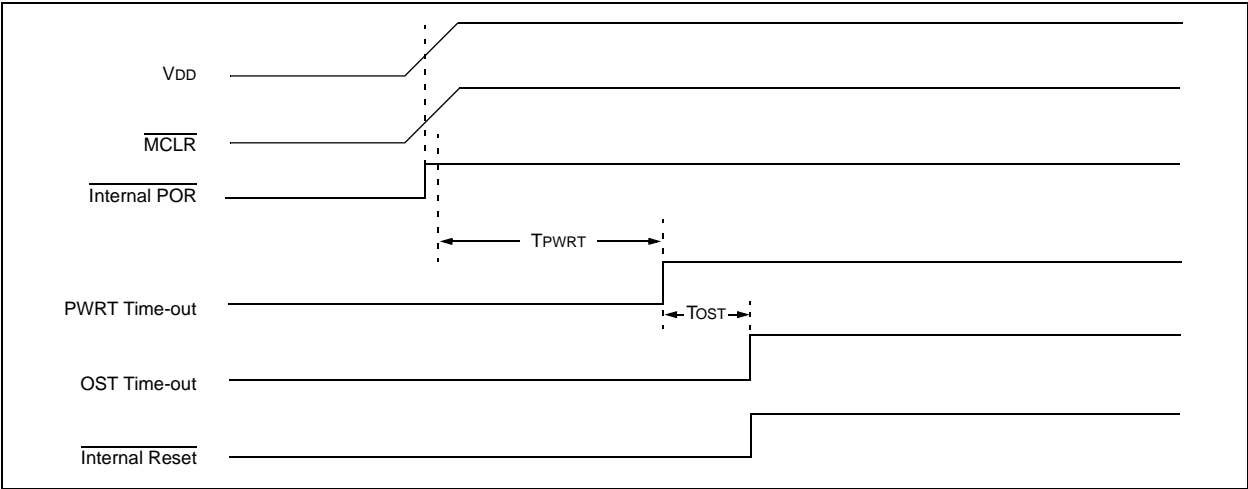 VDD
MCLR
Internal POR
TPWRT
PWRT Time-out
TOST
OST Time-out
Internal Reset